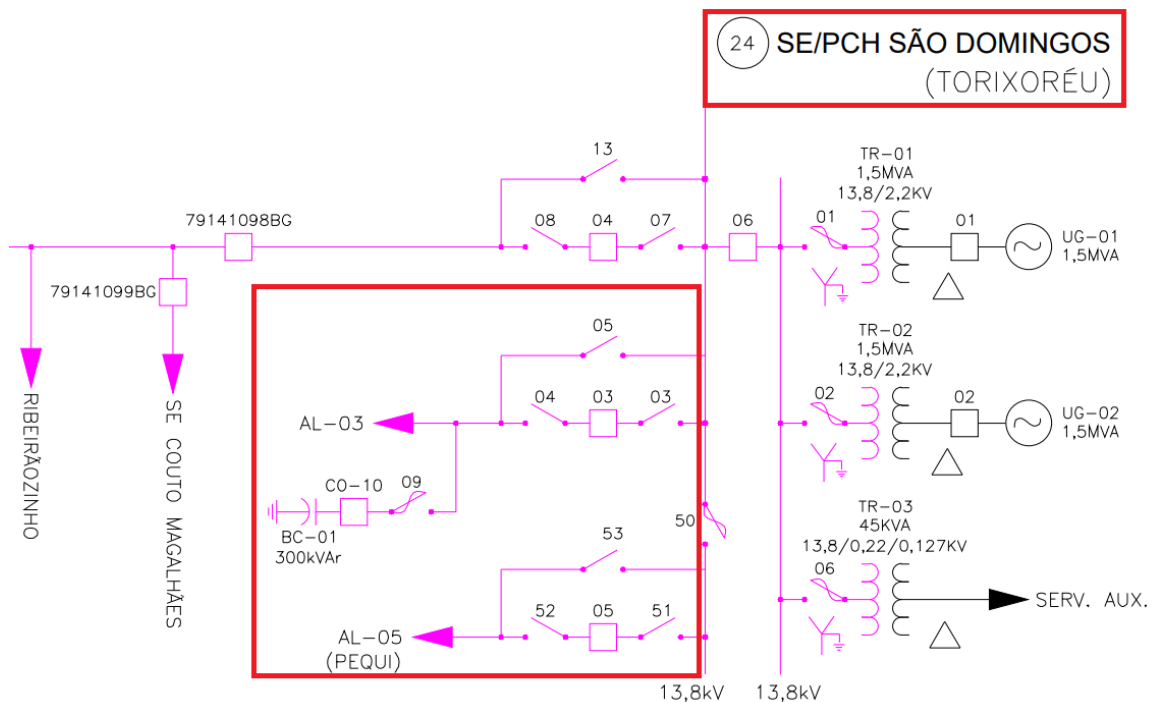 24 SE/PCH SÃO DOMINGOS
(TORIXORÉU)
13
TR-01
1,5MVA
13,8/2,2KV
79141098BG
08
04
07
06
01
01
UG-01
1,5MVA
79141099BG
05
TR-02
1,5MVA
13,8/2,2KV
RIBEIRÃOZINHO
SE COUTO MAGALHÃES
AL-03
04
03
03
02
02
UG-02
1,5MVA
CO-10
09
BC-01
300kVAr
50
TR-03
45KVA
13,8/0,22/0,127KV
53
06
SERV. AUX.
AL-05
(PEQUI)
52
05
51
13,8kV
13,8kV